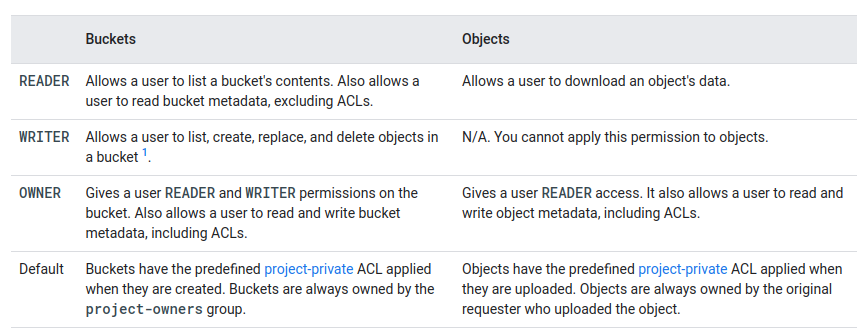 Buckets Objects
READER Allows a user to list a bucket's contents. Also allows a Allows a user to download an object's data.
user to read bucket metadata, excluding ACLs.
WRITER Allows a user to list, create, replace, and delete objects in N/A. You cannot apply this permission to objects.
a bucket 1.
OWNER Gives a user READER and WRITER permissions on the Gives a user READER access. It also allows a user to read and
bucket. Also allows a user to read and write bucket write object metadata, including ACLs.
metadata, including ACLs.
Default Buckets have the predefined project-private ACL applied Objects have the predefined project-private ACL applied when
when they are created. Buckets are always owned by the they are uploaded. Objects are always owned by the original
project-owners group. requester who uploaded the object.